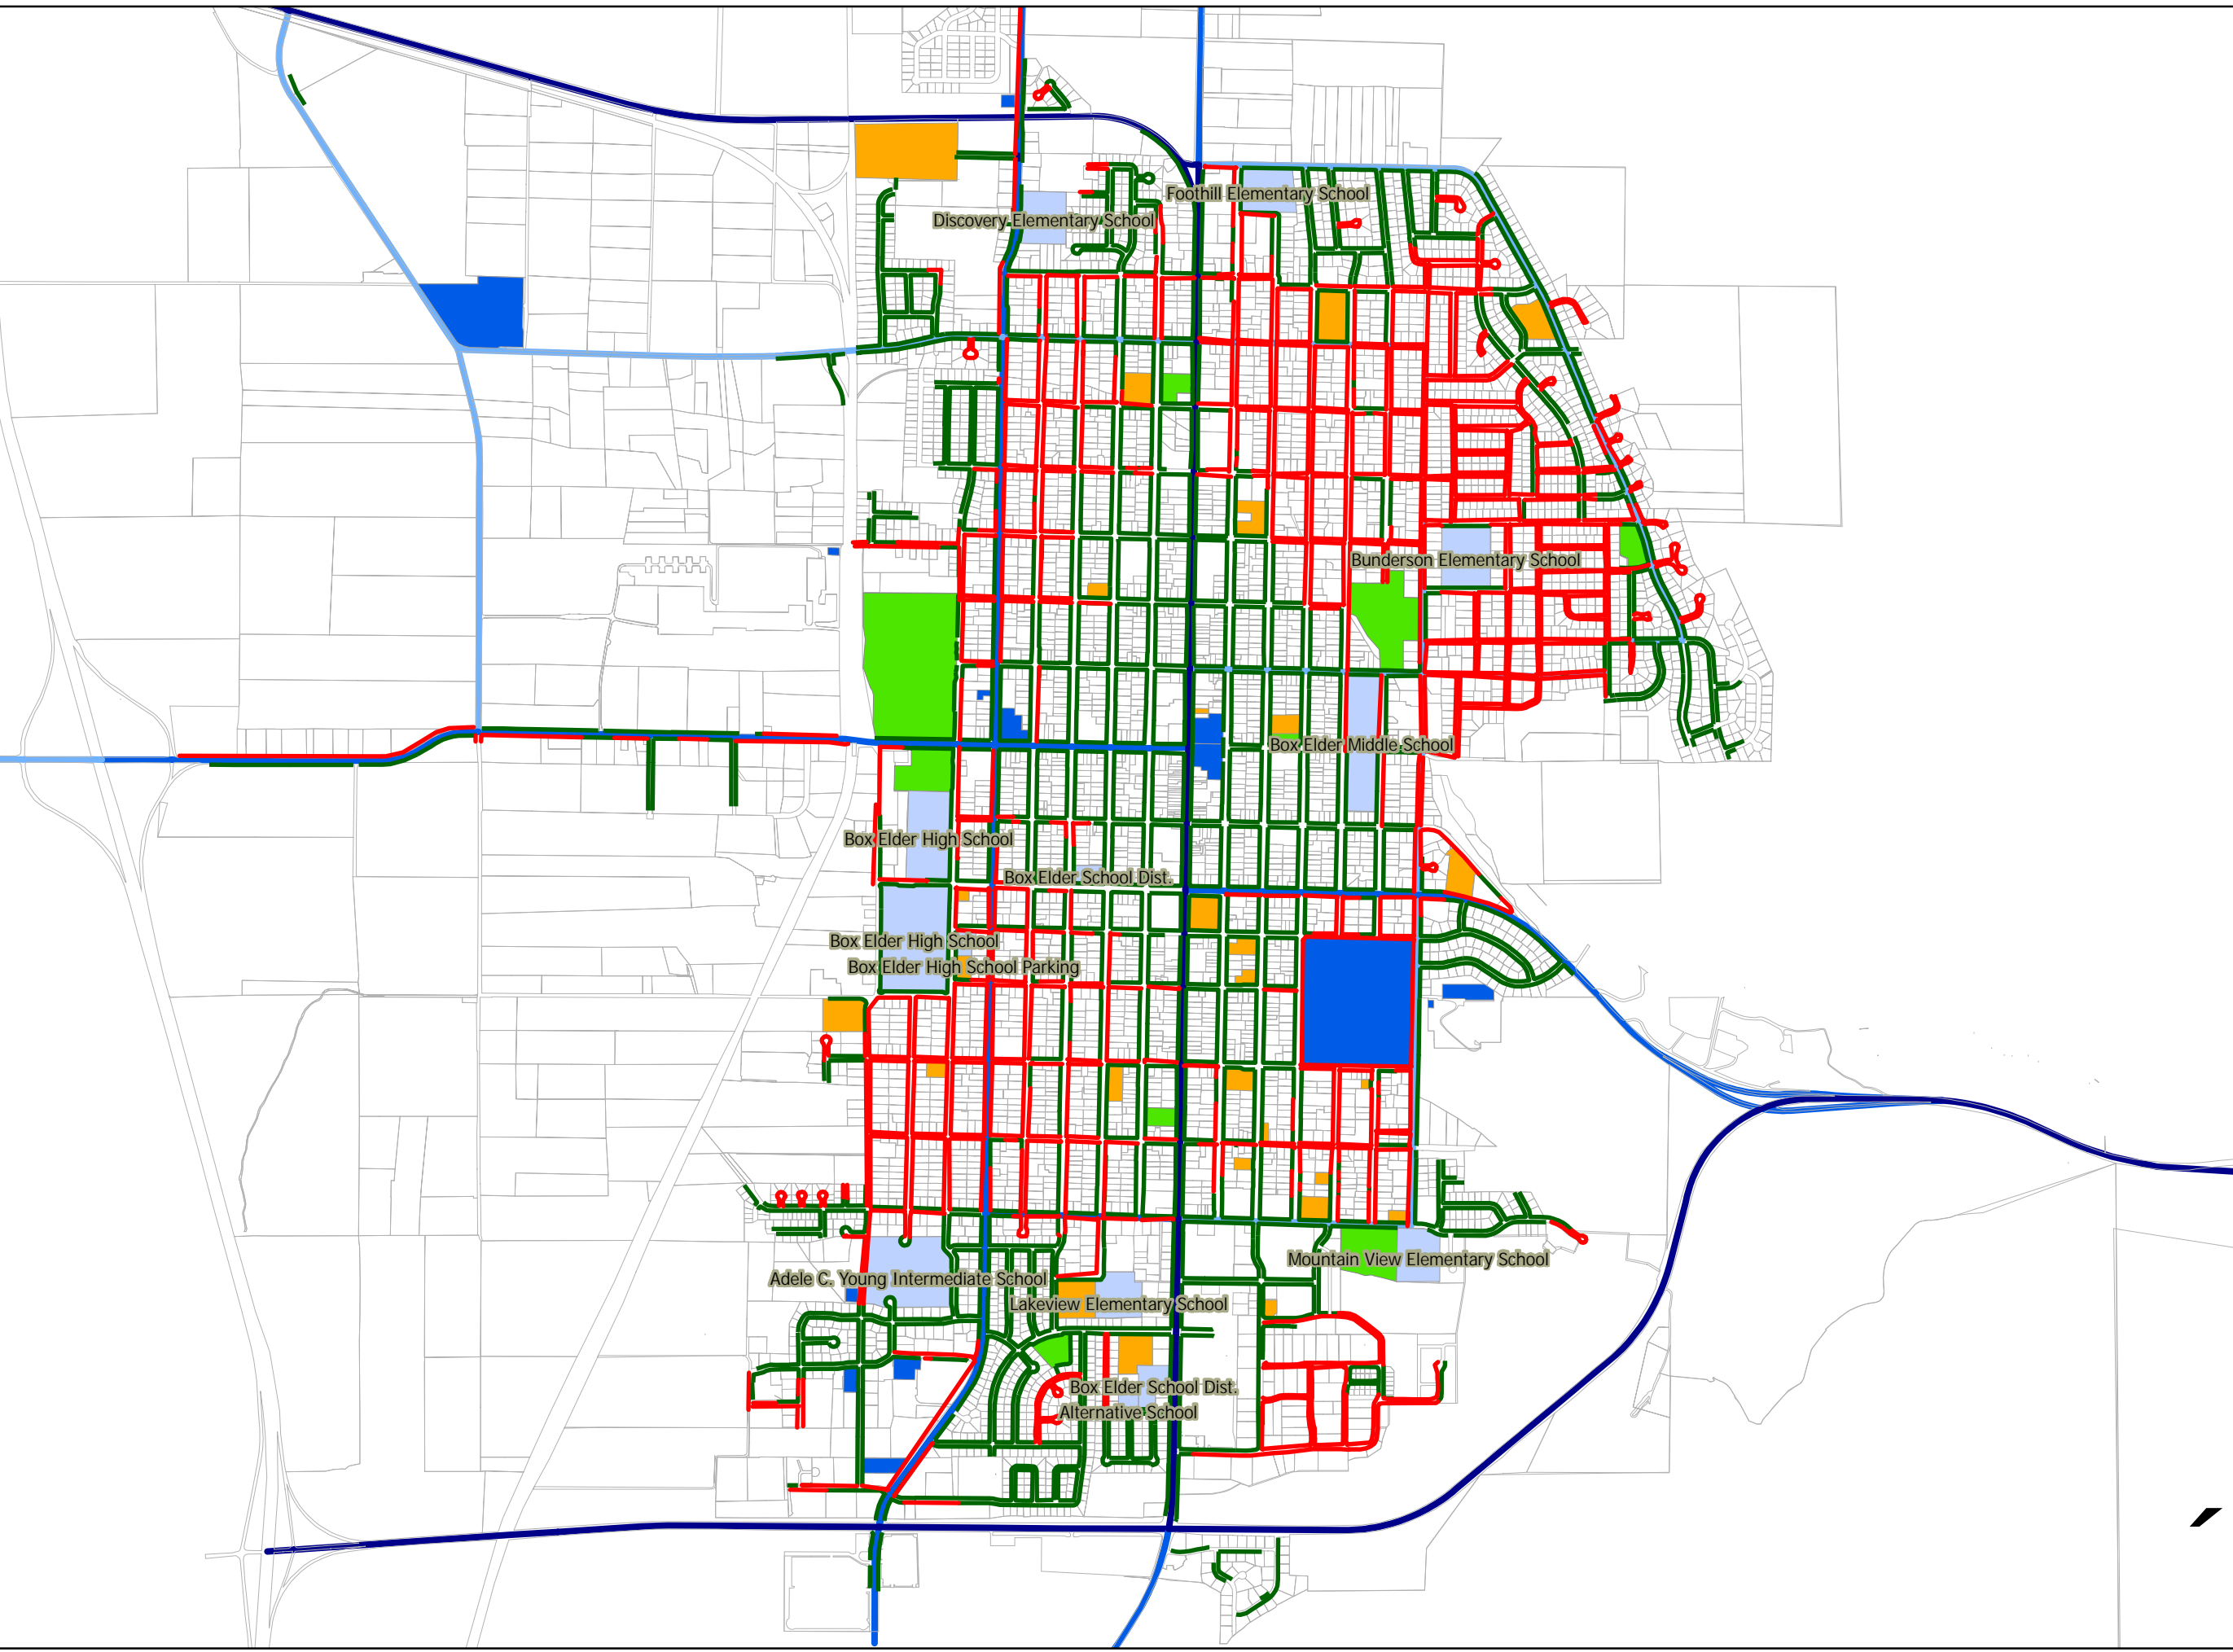 Foothill Elementary School
Discovery Elementary School
Bunderson Elementary School
Box Elder Middle School
Box Elder High School
Box Elder School Dist.
Box Elder High School
Box Elder High School Parking
Mountain View Elementary School
Adele C. Young Intermediate School
Lakeview Elementary School
Box Elder School Dist.
Alternative School